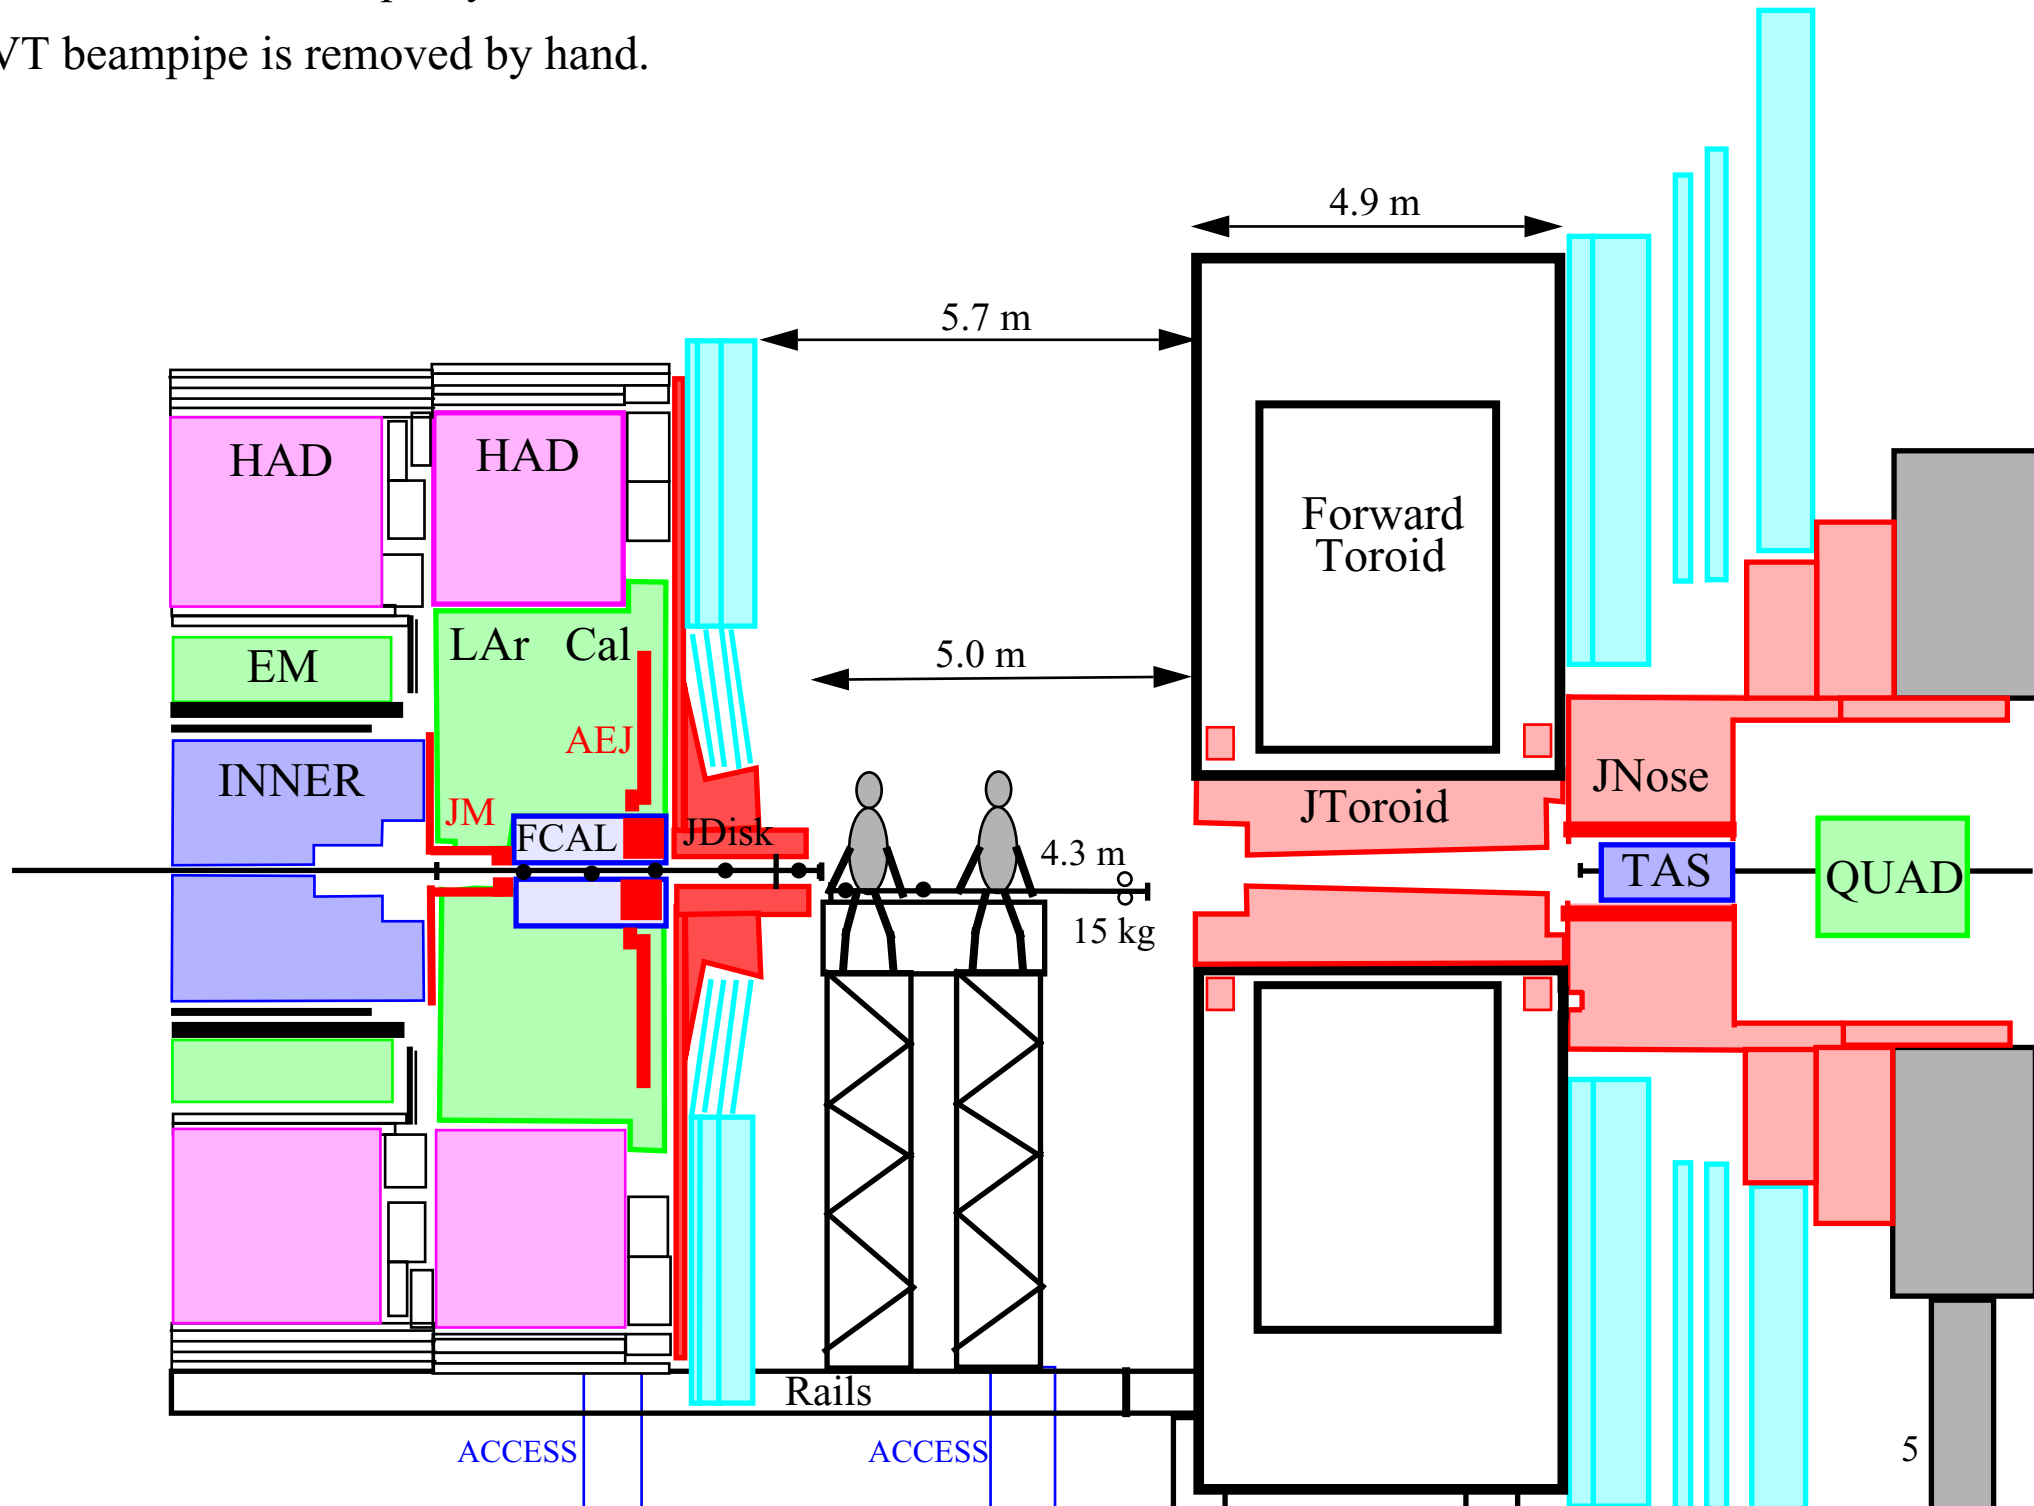 VT beampipe is removed by hand.
4.9 m
5.7 m
HAD
HAD
Forward
Toroid
LAr Cal
5.0 m
EM
AEJ
INNER
JNose
JM
JToroid
FCAL
JDisk
4.3 m
TAS
QUAD
15 kg
Rails
ACCESS
ACCESS
5